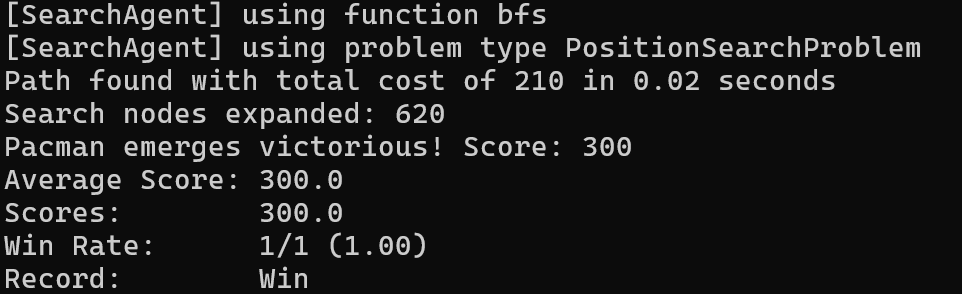 [SearchAgent] using function bfs
[SearchAgent] using problem type PositionSearchProblem
Path found with total cost of 210 in 0.02 seconds
Search nodes expanded: 620
Pacman emerges victorious! Score: 300
Average Score: 300.0
Scores:        300.0
Win Rate:      1/1 (1.00)
Record:        Win